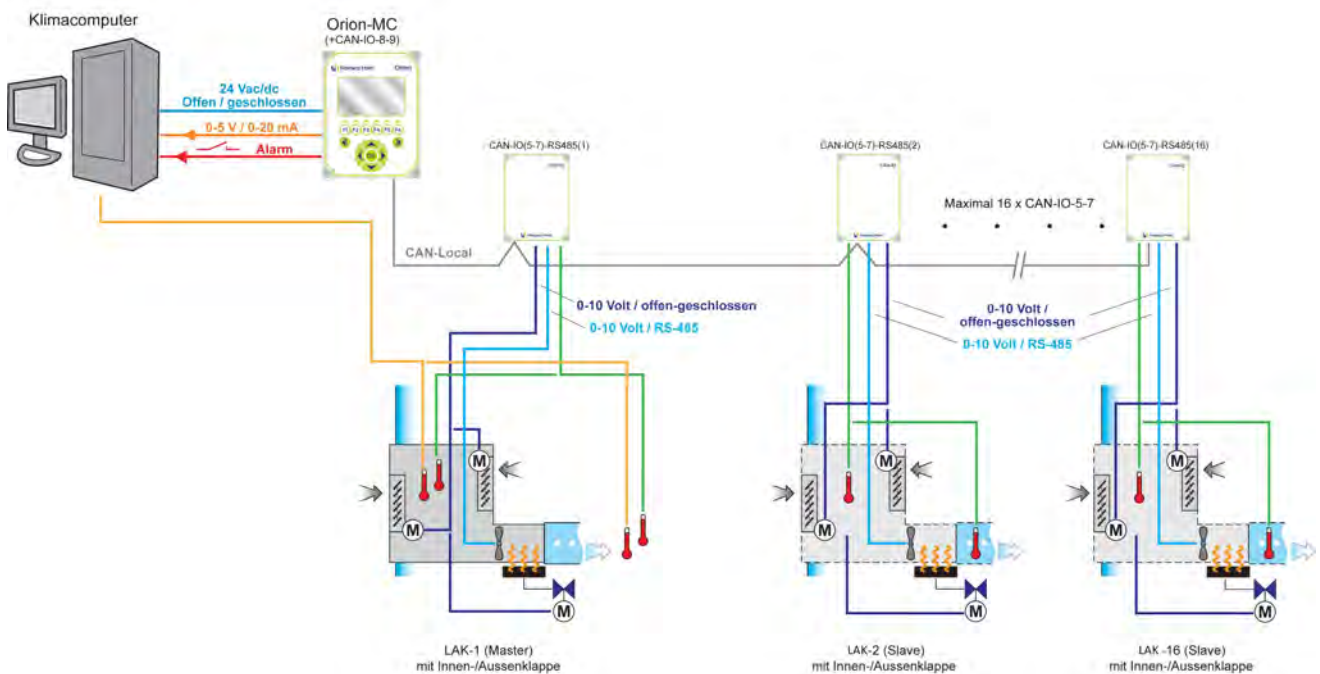 Klimacomputer
Orion-MC
(+CAN-IO-8-9)
24 Vac/dc
Offen / geschlossen
0-5 V / 0-20 mA
Alarm
CAN-IO(5-7)-RS485(1)
CAN-IO(5-7)-RS485(2)
CAN-IO(5-7)-RS485(16)
Maximal 16 x CAN-IO-5-7
CAN-Local
0-10 Volt / offen-geschlossen
0-10 Volt / RS-485
0-10 Volt /
offen-geschlossen
0-10 Volt / RS-485
M
M
M
M
M
M
M
M
M
LAK-1 (Master)
mit Innen-/Aussenklappe
LAK-2 (Slave)
mit Innen-/Aussenklappe
LAK -16 (Slave)
mit Innen-/Aussenklappe